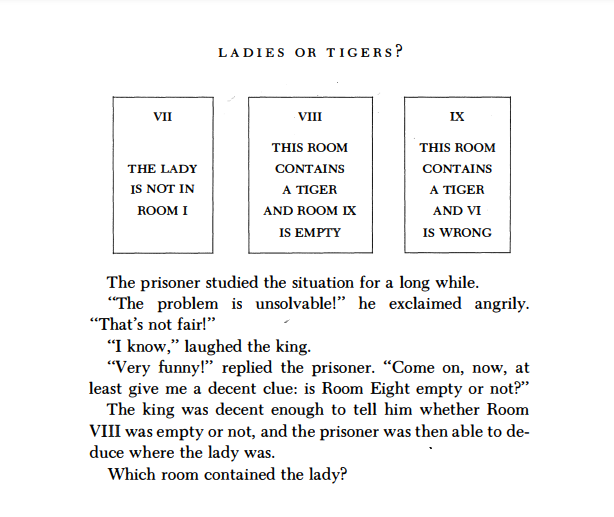 LADIES OR TIGERS?
VII
THE LADY
IS NOT IN
ROOM I
VIII
THIS ROOM
CONTAINS
A TIGER
AND ROOM IX
IS EMPTY
IX
THIS ROOM
CONTAINS
A TIGER
AND VI
IS WRONG
The prisoner studied the situation for a long while.
“The problem is unsolvable!” he exclaimed angrily.
“That’s not fair!”
“I know,” laughed the king.
“Very funny!” replied the prisoner. “Come on, now, at
least give me a decent clue: is Room Eight empty or not?”
The king was decent enough to tell him whether Room
VIII was empty or not, and the prisoner was then able to de-
duce where the lady was.
Which room contained the lady?